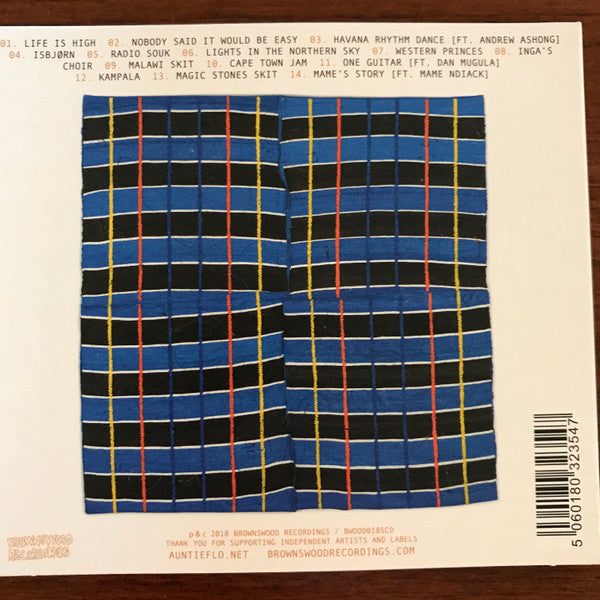 01. LIFE IS HIGH 02. NOBODY SAID IT WOULD BE EASY 03. HAVANA RHYTHM DANCE [FT. ANDREW ASHONG]
04. ISBJØRN 05. RADIO SOUK 06. LIGHTS IN THE NORTHERN SKY 07. WESTERN PRINCES 08. INGA'S
CHOIR 09. MALAWI SKIT 10. CAPE TOWN JAM 11. ONE GUITAR [FT. DAN MUGULA]
12. KAMPALA 13. MAGIC STONES SKIT 14. MAME'S STORY [FT. MAME NDIACK]
5 060180 323547
p & c 2018 BROWNSWOOD RECORDINGS / BWOOD0185CD
THANK YOU FOR SUPPORTING INDEPENDENT ARTISTS AND LABELS
AUNTIEFLO.NET BROWNSWOODRECORDINGS.COM
BROWNSWOOD
RECORDINGS